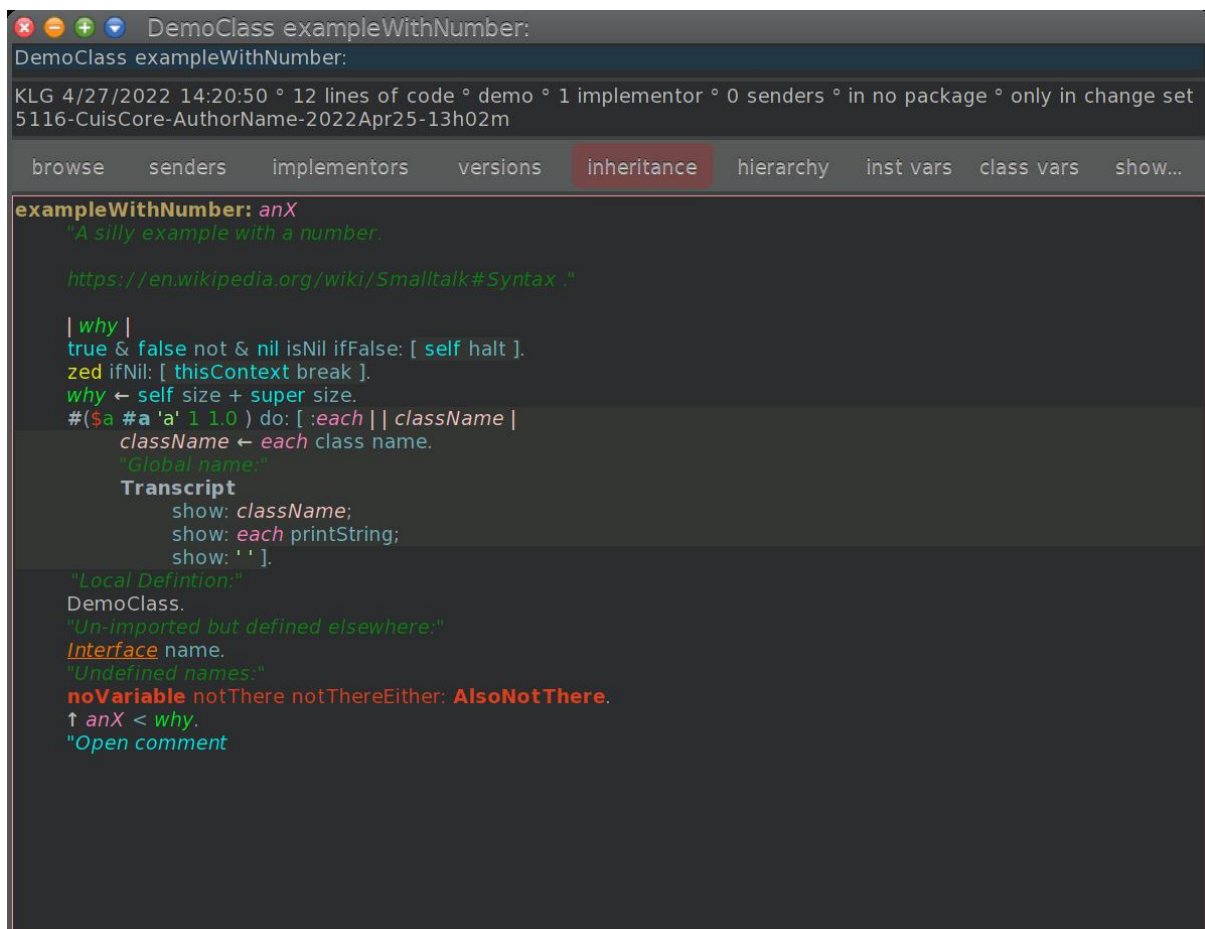 DemoClass exampleWithNumber:
DemoClass exampleWithNumber:
KLG 4/27/2022 14:20:50 ° 12 lines of code ° demo ° 1 implementor ° 0 senders ° in no package ° only in change set
5116-CuisCore-AuthorName-2022Apr25-13h02m
browse senders implementors versions inheritance hierarchy inst vars class vars show...
exampleWithNumber: anX
"A silly example with a number.
https://en.wikipedia.org/wiki/Smalltalk#Syntax ."
| why |
true & false not & nil isNil ifFalse: [ self halt ].
zed ifNil: [ thisContext break ].
why ← self size + super size.
#($a #a 'a' 1 1.0 ) do: [ :each | | className |
className ← each class name.
"Global name:"
Transcript
show: className;
show: each printString;
show: ' ' ].
"Local Defintion:"
DemoClass.
"Un-imported but defined elsewhere:"
Interface name.
"Undefined names:"
noVariable notThere notThereEither: AlsoNotThere.
↑ anX < why.
"Open comment